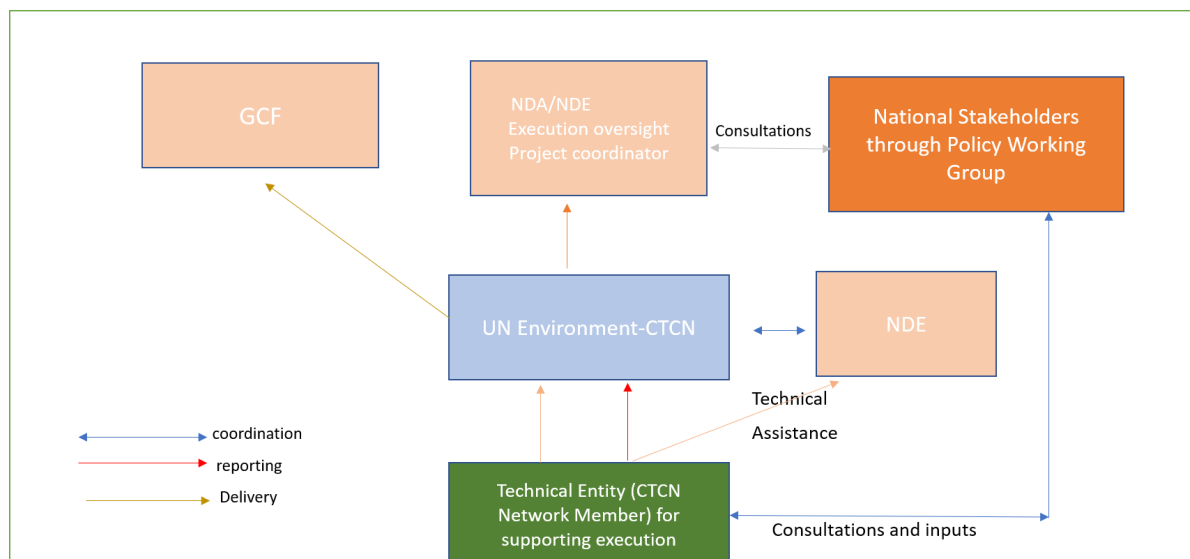 GCF
NDA/NDE
Execution oversight
Project coordinator
Consultations
National Stakeholders
through Policy Working
Group
UN Environment-CTCN
NDE
Technical
Assistance
coordination
reporting
Delivery
Technical Entity (CTCN
Network Member) for
supporting execution
Consultations and inputs